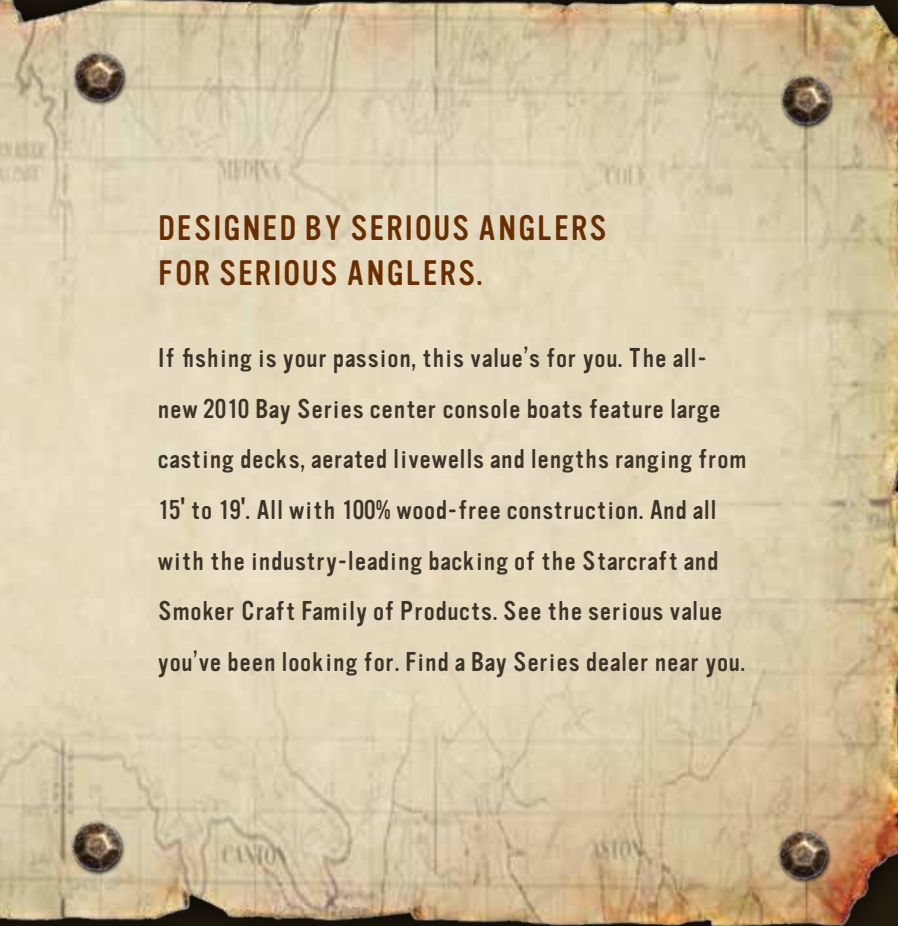 MEDINA
COLE
DESIGNED BY SERIOUS ANGLERS
FOR SERIOUS ANGLERS.
If fishing is your passion, this value’s for you. The all-
new 2010 Bay Series center console boats feature large
casting decks, aerated livewells and lengths ranging from
15' to 19'. All with 100% wood-free construction. And all
with the industry-leading backing of the Starcraft and
Smoker Craft Family of Products. See the serious value
you’ve been looking for. Find a Bay Series dealer near you.
CANTON